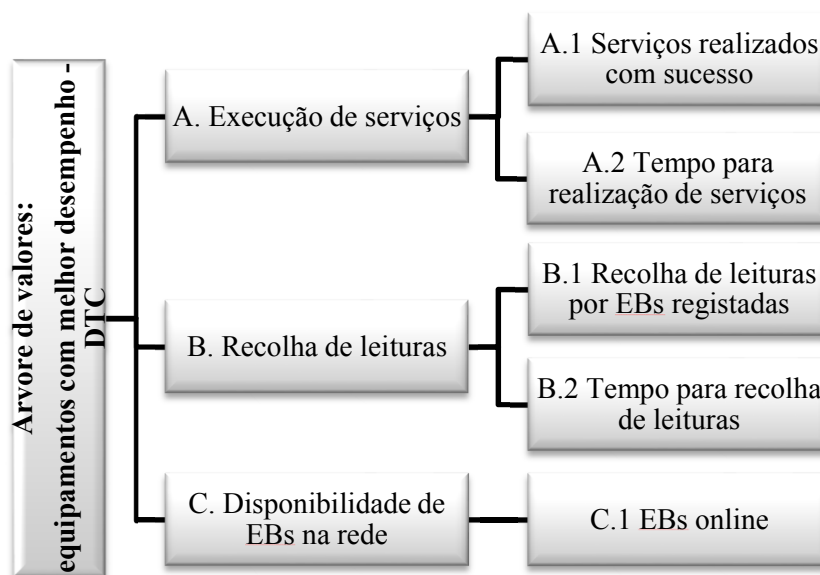 Arvore de valores:
equipamentos com melhor desempenho -
DTC
A. Execução de serviços
A.1 Serviços realizados
com sucesso
A.2 Tempo para
realização de serviços
B. Recolha de leituras
B.1 Recolha de leituras
por EBs registadas
B.2 Tempo para recolha
de leituras
C. Disponibilidade de
EBs na rede
C.1 EBs online